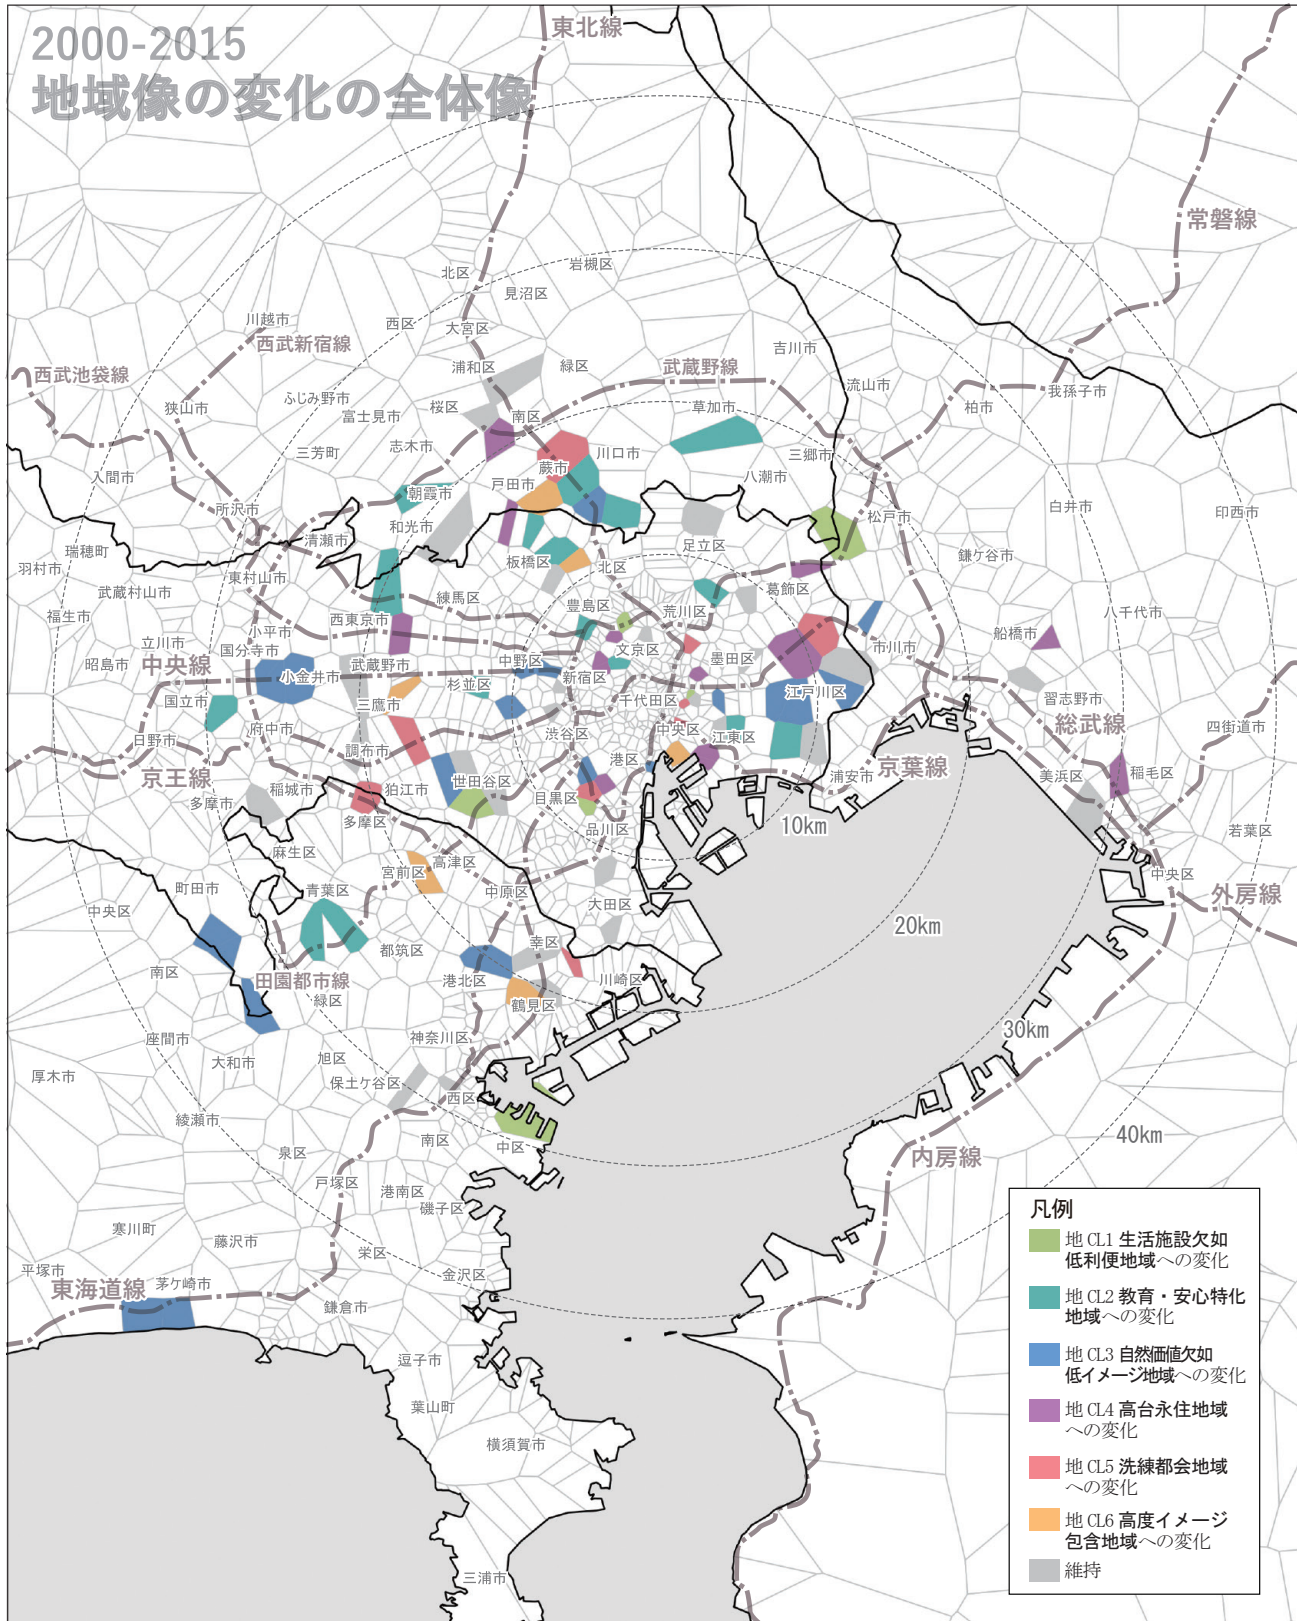 2000-2015
地域像の変化の全体像
東北線
常磐線
岩槻区
北区
見沼区
川越市
西区
大宮区
西武新宿線
吉川市
浦和区
緑区
武蔵野線
西武池袋線
流山市
我孫子市
ふじみ野市
狭山市
富士見市
桜区
南区
草加市
柏市
三芳町
志木市
川口市
三郷市
入間市
蕨市
戸田市
八潮市
朝霞市
所沢市
和光市
松戸市
白井市
印西市
清瀬市
足立区
瑞穂町
鎌ケ谷市
羽村市
東村山市
板橋区
北区
武蔵村山市
練馬区
葛飾区
福生市
豊島区
荒川区
八千代市
西東京市
立川市
小平市
船橋市
国分寺市
文京区
市川市
昭島市
中央線
武蔵野市
中野区
墨田区
小金井市
新宿区
杉並区
江戸川区
国立市
千代田区
習志野市
三鷹市
日野市
府中市
渋谷区
中央区
江東区
総武線
四街道市
調布市
港区
京王線
世田谷区
浦安市
京葉線
美浜区
稲毛区
稲城市
狛江市
多摩市
目黒区
多摩区
品川区
10km
若葉区
麻生区
高津区
宮前区
中央区
町田市
青葉区
中原区
外房線
中央区
大田区
20km
都筑区
幸区
南区
田園都市線
港北区
川崎区
緑区
鶴見区
30km
座間市
神奈川区
大和市
旭区
厚木市
保土ケ谷区
西区
綾瀬市
40km
南区
中区
泉区
内房線
戸塚区
港南区
磯子区
寒川町
藤沢市
栄区
平塚市
金沢区
東海道線
茅ケ崎市
鎌倉市
逗子市
葉山町
横須賀市
三浦市
凡例
地 CL1 生活施設欠如
低利便地域への変化
地 CL2 教育・安心特化
地域への変化
地 CL3 自然価値欠如
低イメージ地域への変化
地 CL4 高台永住地域
への変化
地 CL5 洗練都会地域
への変化
地 CL6 高度イメージ
包含地域への変化
維持